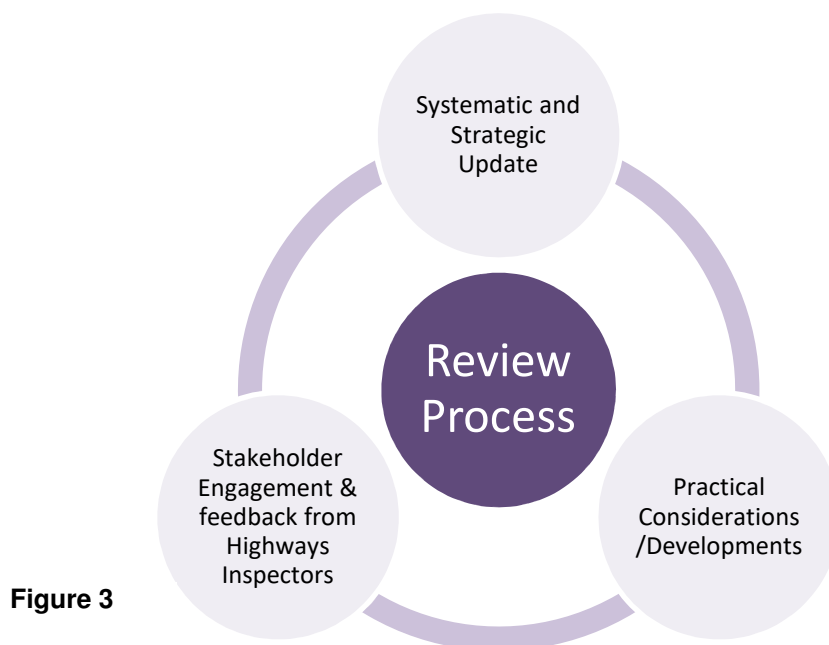 Systematic and
Strategic
Update
Review
Process
Stakeholder
Engagement &
feedback from
Highways
Inspectors
Practical
Considerations
/Developments
Figure 3